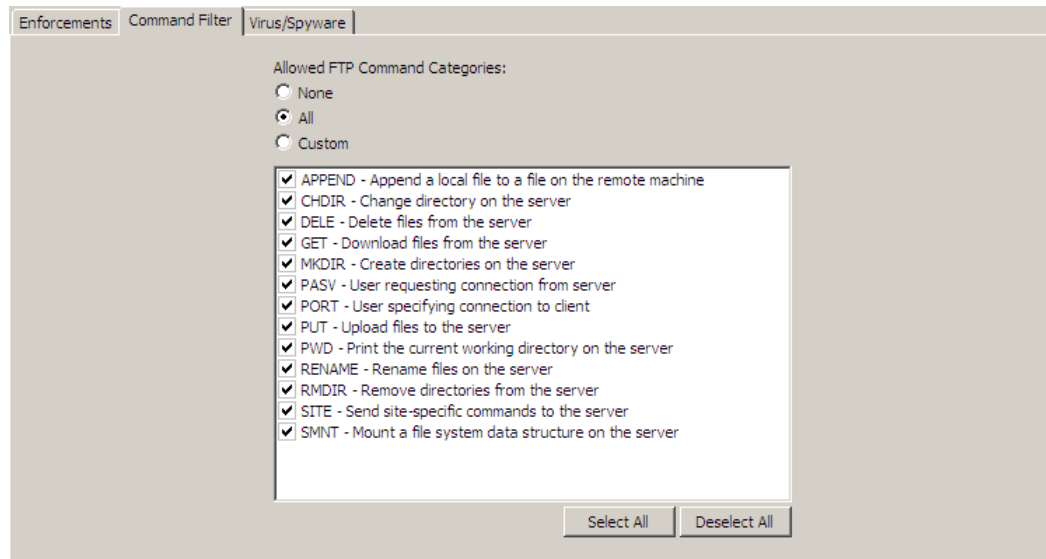 Enforcements Command Filter Virus/Spyware
Allowed FTP Command Categories:
None
All
Custom
APPEND - Append a local file to a file on the remote machine
CHDIR - Change directory on the server
DELE - Delete files from the server
GET - Download files from the server
MKDIR - Create directories on the server
PASV - User requesting connection from server
PORT - User specifying connection to client
PUT - Upload files to the server
PWD - Print the current working directory on the server
RENAME - Rename files on the server
RMDIR - Remove directories from the server
SITE - Send site-specific commands to the server
SMNT - Mount a file system data structure on the server
Select All Deselect All